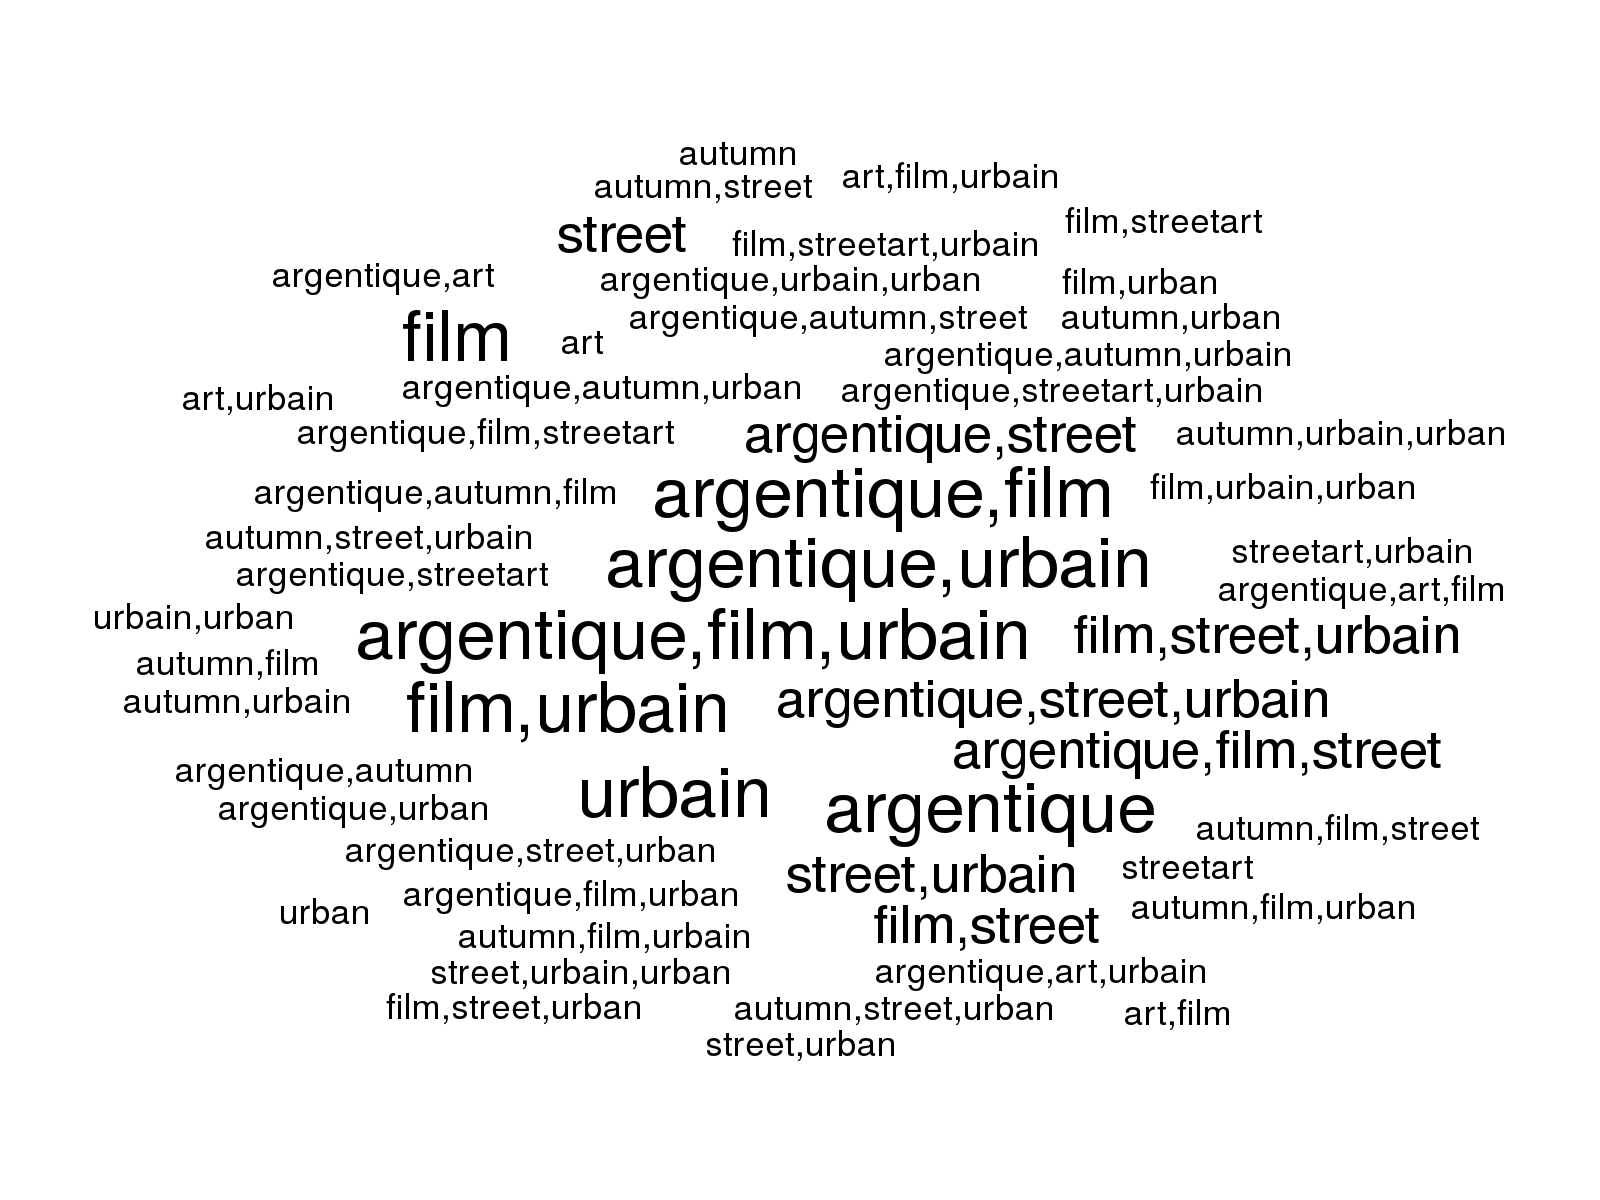 autumn
autumn,street art,film,urbain
street film,streetart,urbain film,streetart
argentique,art argentique,urbain,urban film,urban
film art argentique,autumn,street autumn,urban
argentique,autumn,urbain
art,urbain argentique,autumn,urban argentique,streetart,urbain
argentique,film,streetart argentique,street autumn,urbain,urban
argentique,autumn,film argentique,film film,urbain,urban
autumn,street,urbain argentique,urbain streetart,urbain
argentique,streetart argentique,art,film
urbain,urban argentique,film,urbain film,street,urbain
autumn,film
autumn,urbain film,urbain argentique,street,urbain
argentique,film,street
argentique,autumn urbain argentique
argentique,urban autumn,film,street
argentique,street,urban street,urbain streetart
urban argentique,film,urban film,street autumn,film,urban
autumn,film,urbain
street,urbain,urban argentique,art,urbain
film,street,urban autumn,street,urban art,film
street,urban